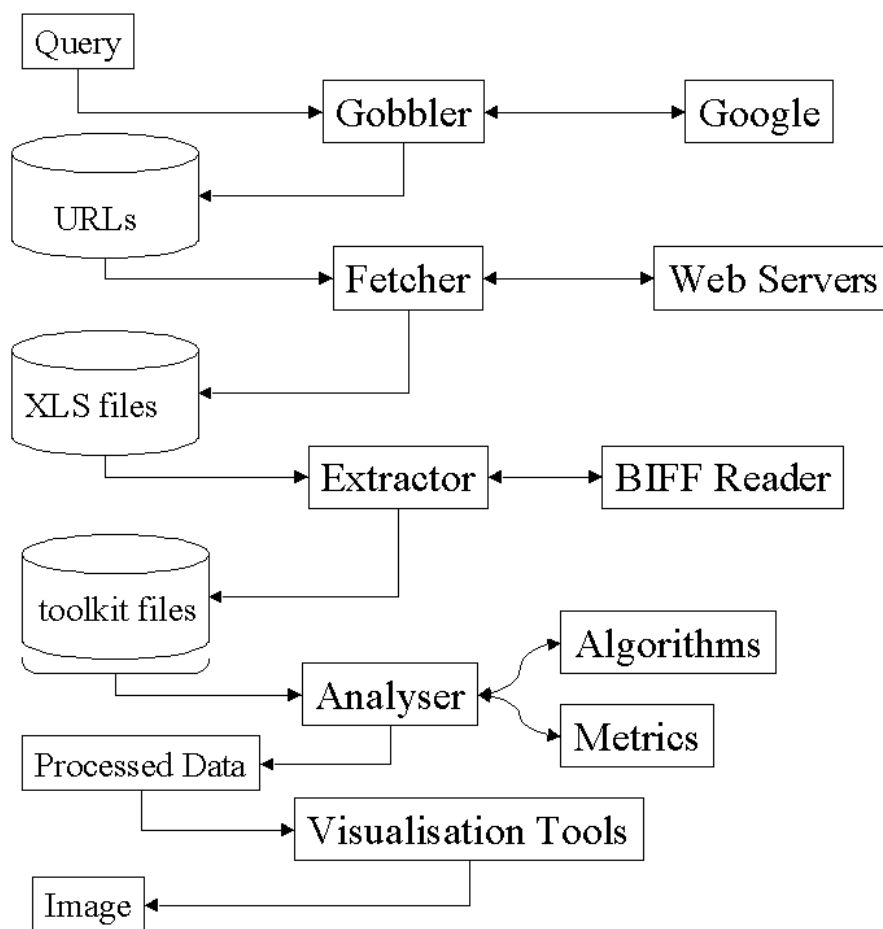 Query
Gobbler
Google
URLs
Fetcher
Web Servers
XLS files
Extractor
BIFF Reader
toolkit files
Algorithms
Analyser
Metrics
Processed Data
Visualisation Tools
Image